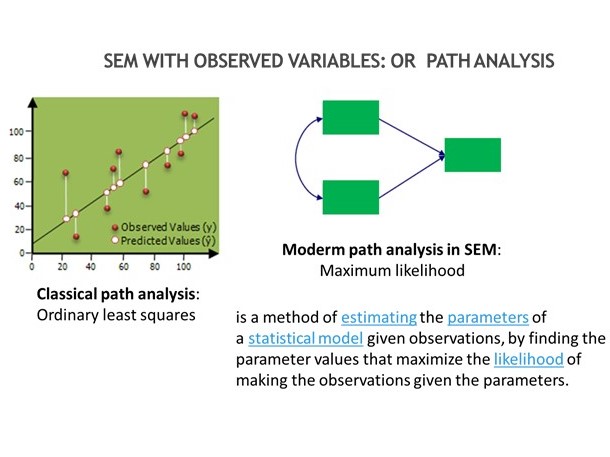 SEM WITH OBSERVED VARIABLES: OR PATH ANALYSIS
100
80
60
40
20
0
20
40
60
80
100
Observed Values (y)
Predicted Values (ŷ)
Classical path analysis:
Ordinary least squares
Moderm path analysis in SEM:
Maximum likelihood
is a method of estimating the parameters of
a statistical model given observations, by finding the
parameter values that maximize the likelihood of
making the observations given the parameters.